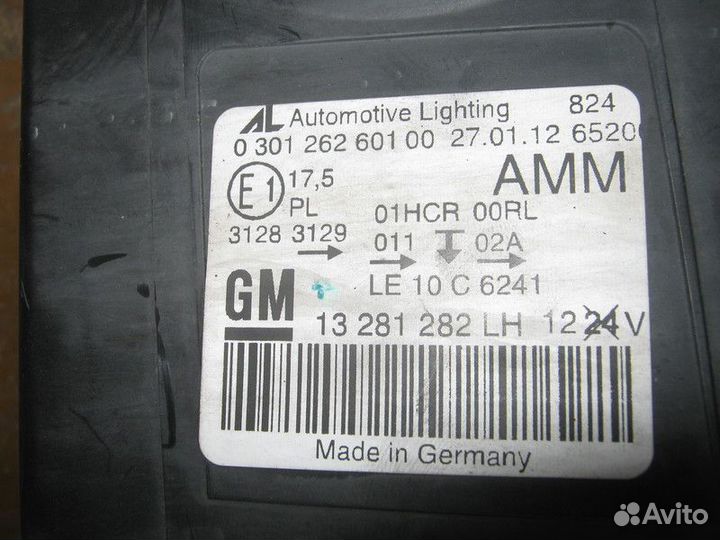 AL Automotive Lighting 824
0 301 262 601 00 27.01.12
E1 17,5 AMM
PL 01HCR 00RL
3128 3129 011 02A
LE 10 C 6241
GM
13 281 282 LH 12 24 V
Made in Germany
Avito